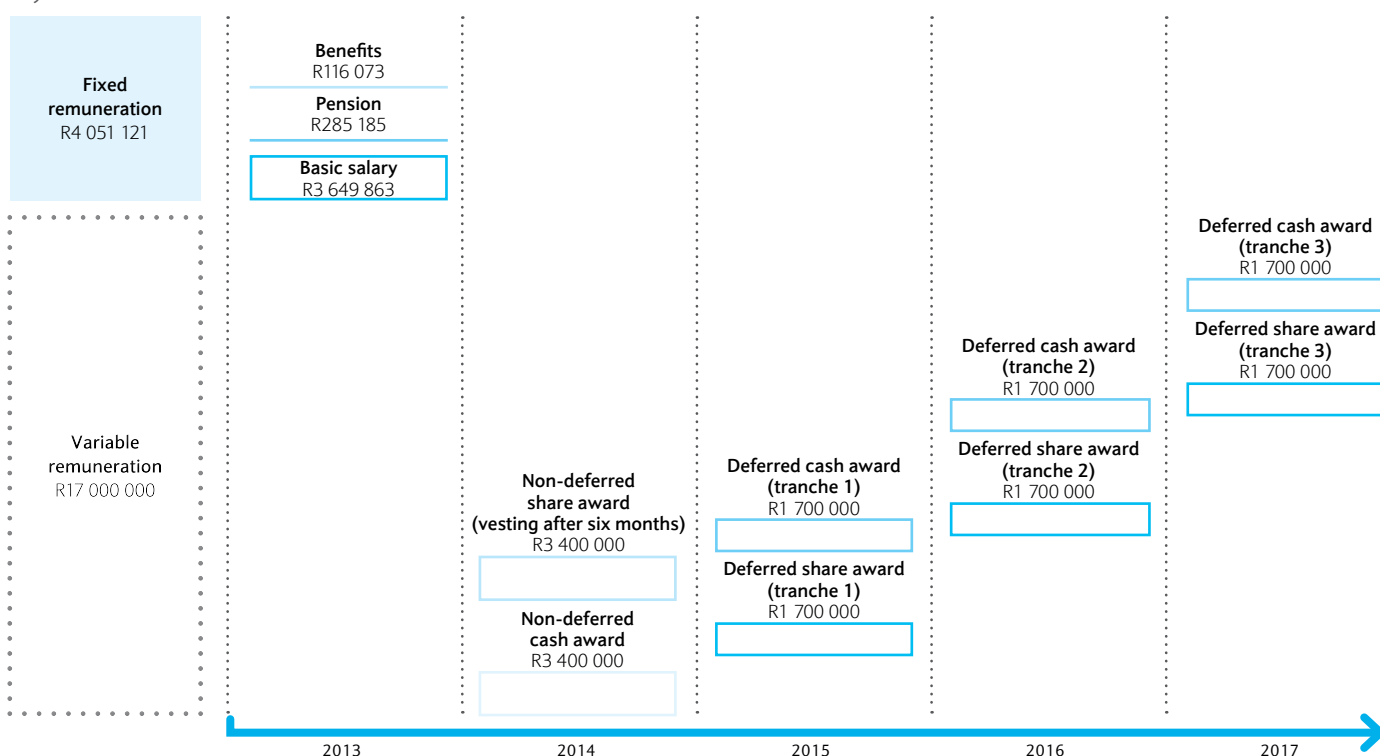 Fixed
remuneration
R4 051 121
Benefits
R116 073
Pension
R285 185
Basic salary
R3 649 863
Variable
remuneration
R17 000 000
Non-deferred
share award
(vesting after six months)
R3 400 000
Non-deferred
cash award
R3 400 000
Deferred cash award
(tranche 1)
R1 700 000
Deferred share award
(tranche 1)
R1 700 000
Deferred cash award
(tranche 2)
R1 700 000
Deferred share award
(tranche 2)
R1 700 000
Deferred cash award
(tranche 3)
R1 700 000
Deferred share award
(tranche 3)
R1 700 000
2013
2014
2015
2016
2017